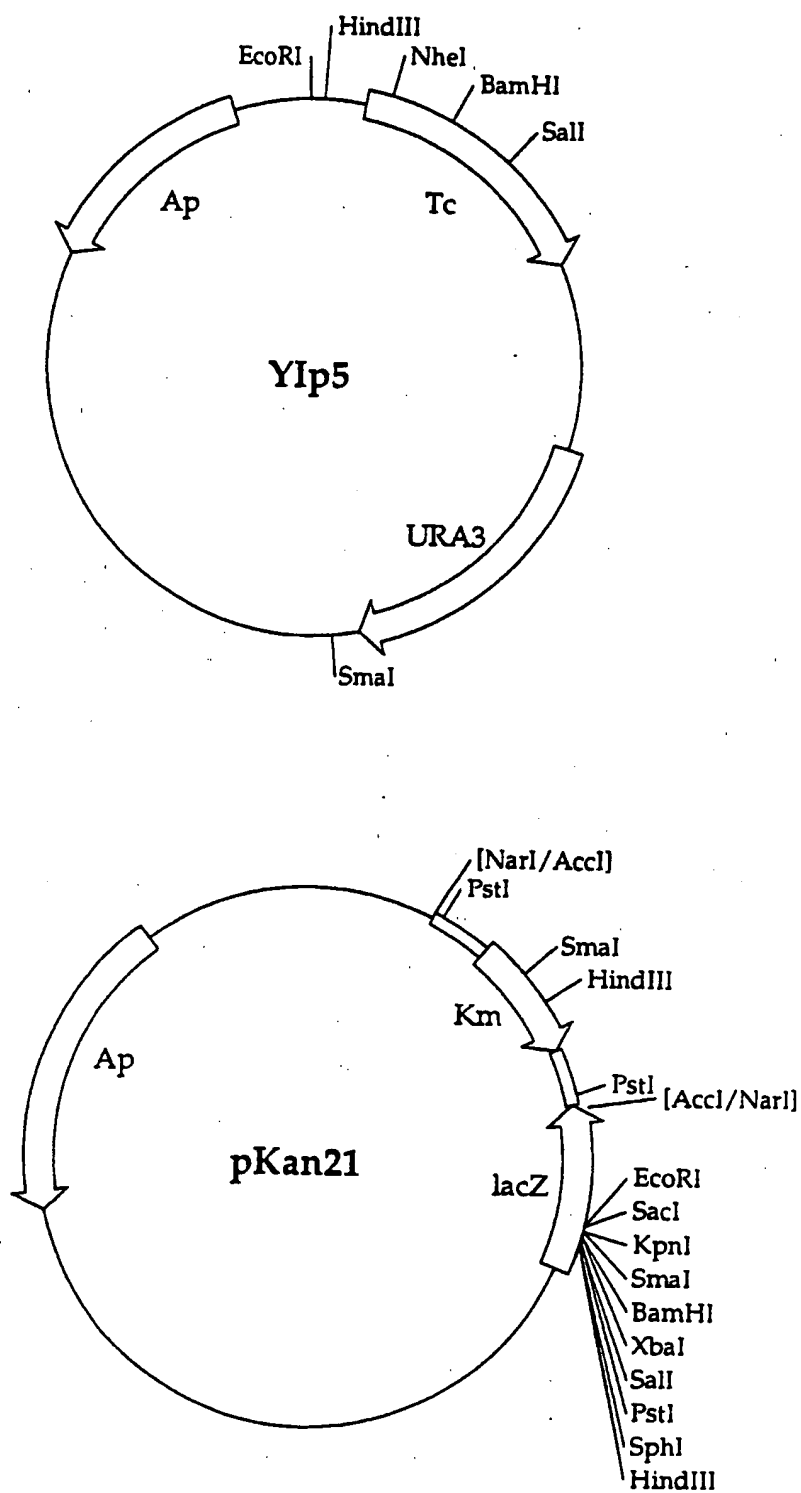 HindIII
EcoRI
NheI
BamHI
SalI
Ap
Tc
YIp5
URA3
SmaI
[NarI/AccI]
PstI
SmaI
HindIII
Km
Ap
PstI
[AccI/NarI]
pKan21
lacZ
EcoRI
SacI
KpnI
SmaI
BamHI
XbaI
SalI
PstI
SphI
HindIII